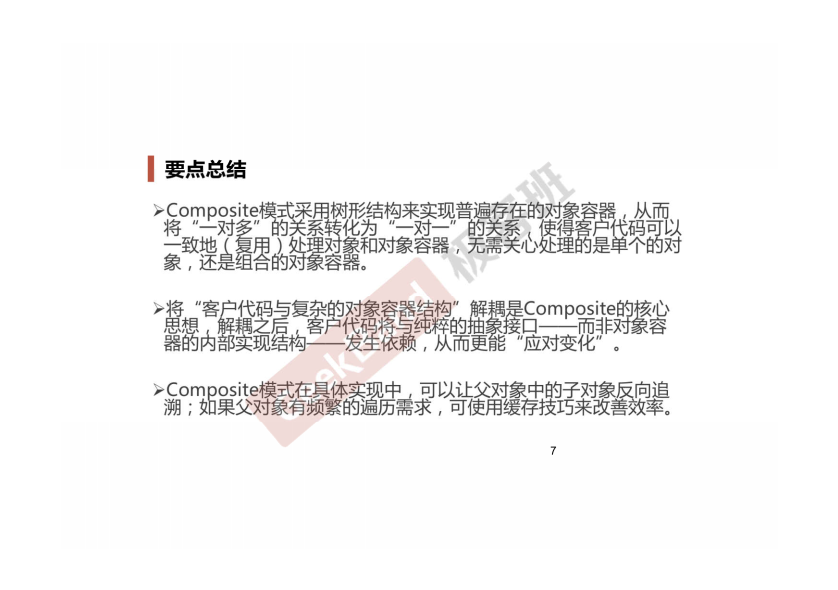 要点总结
➢Composite模式采用树形结构来实现普遍存在的对象容器，从而
将“一对多”的关系转化为“一对一”的关系，使得客户代码可以
一致地（复用）处理对象和对象容器，无需关心处理的是单个的对
象，还是组合的对象容器。
➢将“客户代码与复杂的对象容器结构”解耦是Composite的核心
思想，解耦之后，客户代码将与纯粹的抽象接口——而非对象容
器的内部实现结构——发生依赖，从而更能“应对变化”。
➢Composite模式在具体实现中，可以让父对象中的子对象反向追
溯；如果父对象有频繁的遍历需求，可使用缓存技巧来改善效率。
7
极客班